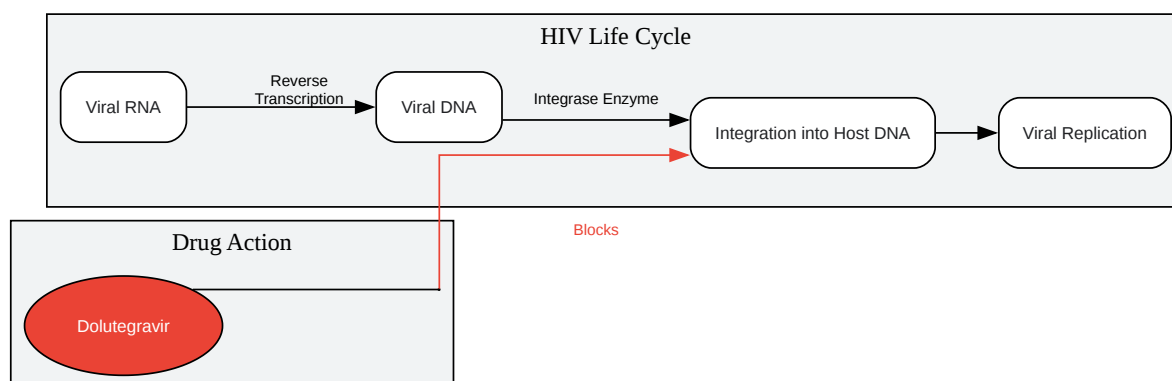 HIV Life Cycle
Reverse
Transcription
Viral RNA
Viral DNA
Integrase Enzyme
Integration into Host DNA
Viral Replication
Blocks
Drug Action
Dolutegravir